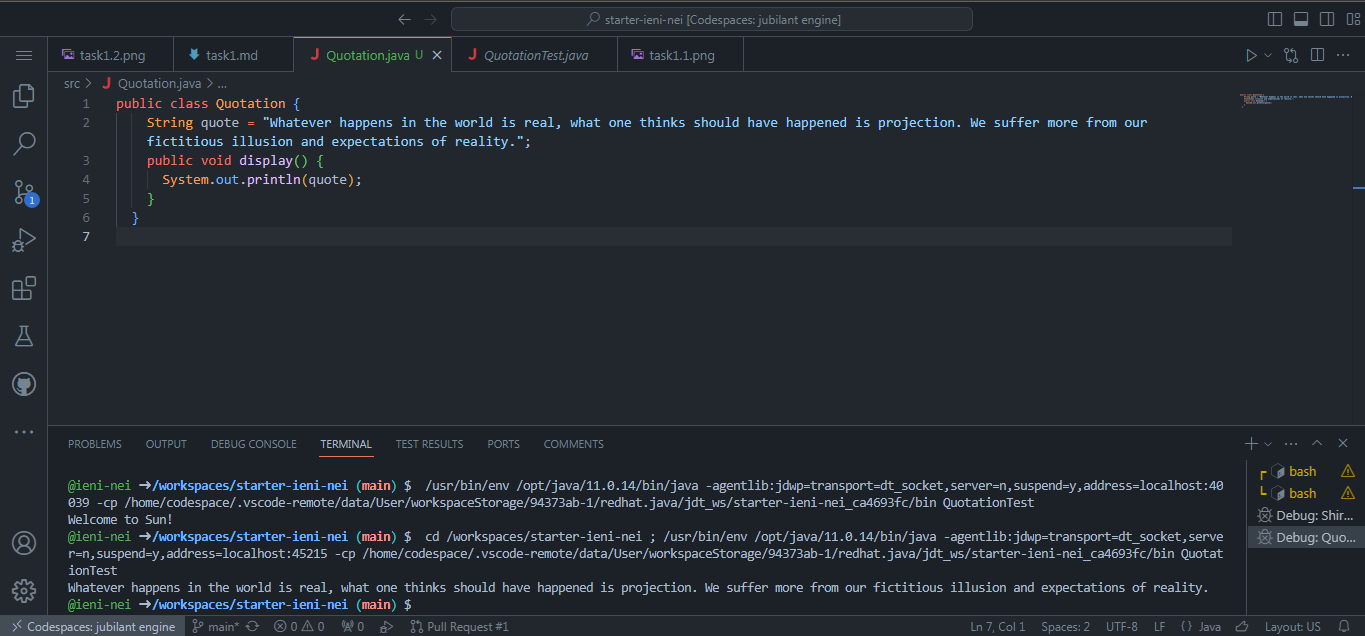 starter-ieni-nei [Codespaces: jubilant engine]
task1.2.png
task1.md
J Quotation.java U
J QuotationTest.java
task1.1.png
src > J Quotation.java > ...
1 public class Quotation {
2 String quote = "Whatever happens in the world is real, what one thinks should have happened is projection. We suffer more from our
fictitious illusion and expectations of reality.";
3 public void display() {
4 System.out.println(quote);
5 }
6 }
7
1
PROBLEMS OUTPUT DEBUG CONSOLE TERMINAL TEST RESULTS PORTS COMMENTS
@ieni-nei ➜/workspaces/starter-ieni-nei (main) $ /usr/bin/env /opt/java/11.0.14/bin/java -agentlib:jdwp=transport=dt_socket,server=n,suspend=y,address=localhost:40
039 -cp /home/codespace/.vscode-remote/data/User/workspaceStorage/94373ab-1/redhat.java/jdt_ws/starter-ieni-nei_ca4693fc/bin QuotationTest
Welcome to Sun!
@ieni-nei ➜/workspaces/starter-ieni-nei (main) $ cd /workspaces/starter-ieni-nei ; /usr/bin/env /opt/java/11.0.14/bin/java -agentlib:jdwp=transport=dt_socket,serve
r=n,suspend=y,address=localhost:45215 -cp /home/codespace/.vscode-remote/data/User/workspaceStorage/94373ab-1/redhat.java/jdt_ws/starter-ieni-nei_ca4693fc/bin Quotat
ionTest
Whatever happens in the world is real, what one thinks should have happened is projection. We suffer more from our fictitious illusion and expectations of reality.
@ieni-nei ➜/workspaces/starter-ieni-nei (main) $
bash
bash
Debug: Shir...
Debug: Quo...
Codespaces: jubilant engine main* 0 0 0 Pull Request #1 Ln 7, Col 1 Spaces: 2 UTF-8 LF {} Java Layout: US